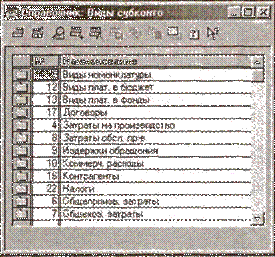 Виды субконто
Наименование
Виды номенклатуры
12 Виды плат. в бюджет
13 Виды плат. в фонды
17 Договоры
4 Затраты на производство
8 Затраты обсл. пр-в
9 Издержки обращения
10 Коммерч. расходы
15 Контрагенты
22 Налоги
6 Общепроизв. затраты
7 Общехоз. затраты